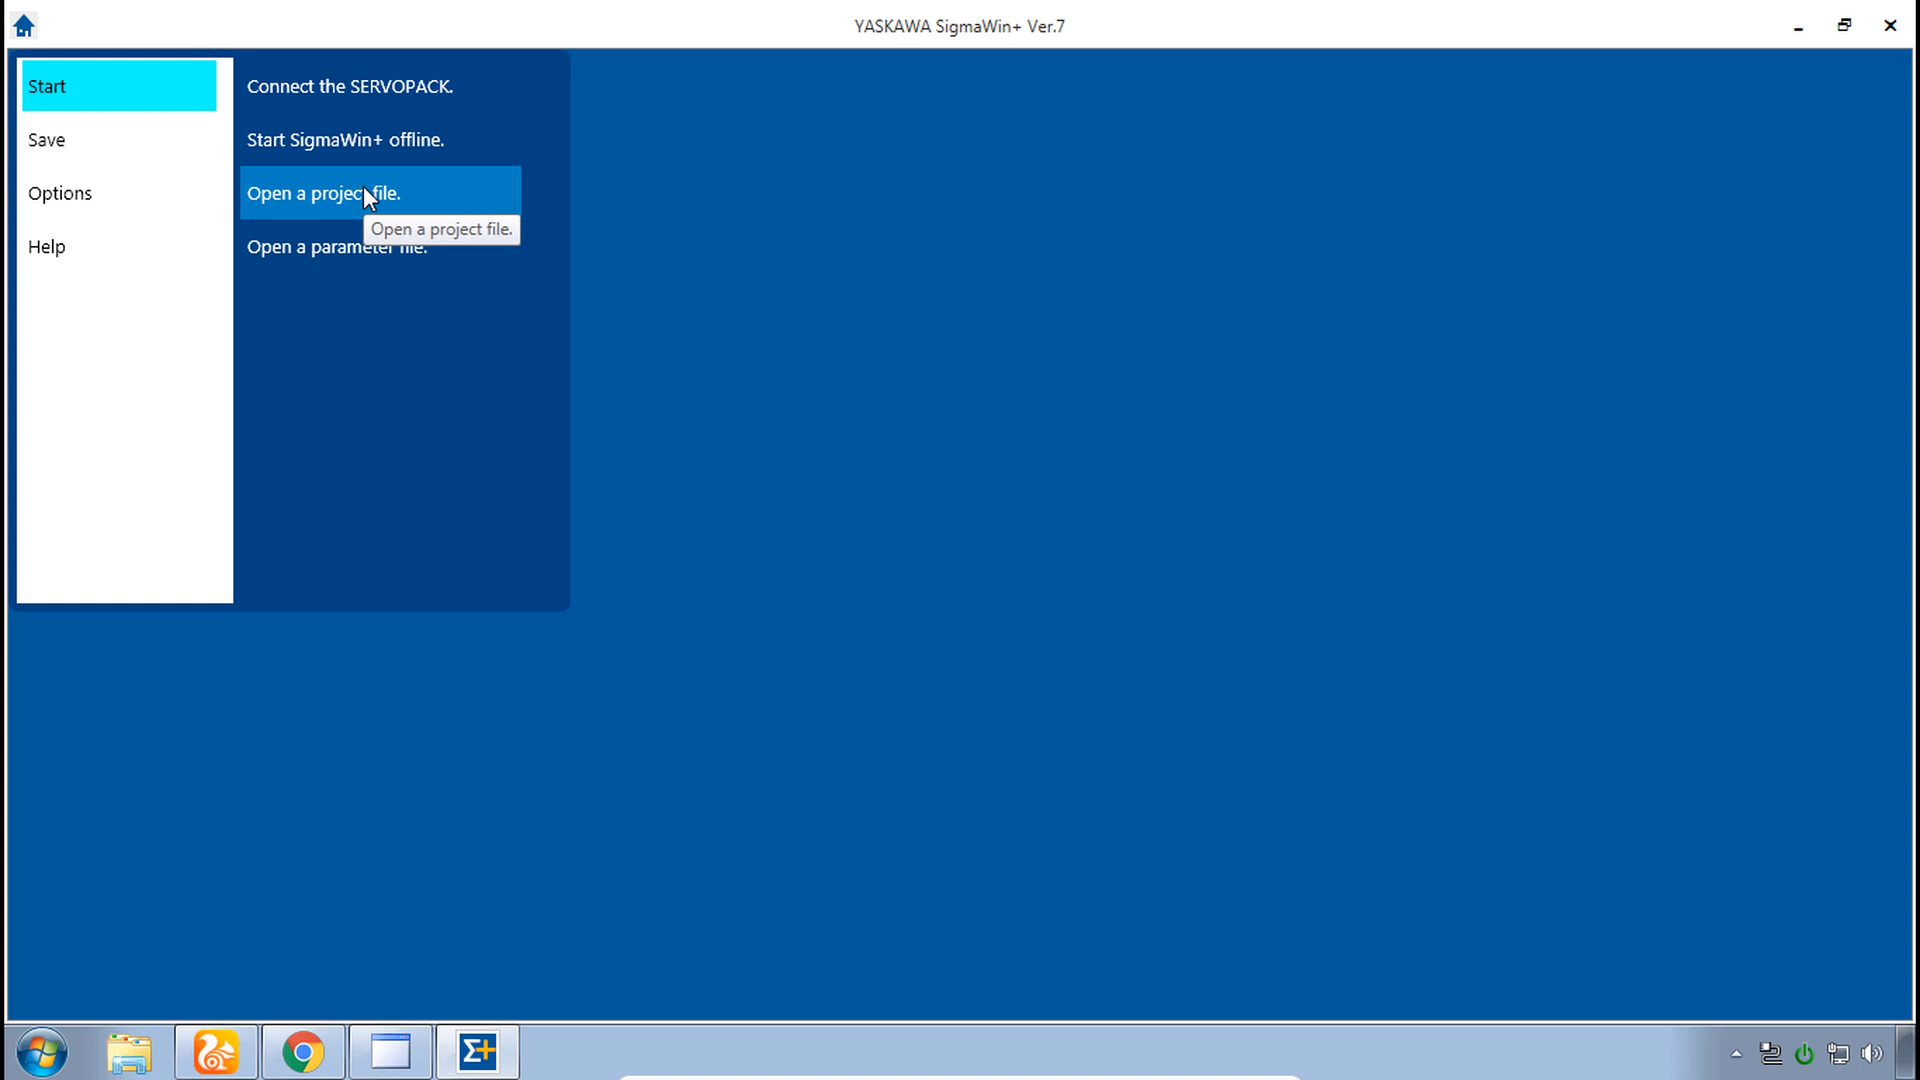 YASKAWA SigmaWin+ Ver.7
Start
Save
Options
Help
Connect the SERVOPACK.
Start SigmaWin+ offline.
Open a project file.
Open a project file.
Open a parameter file.